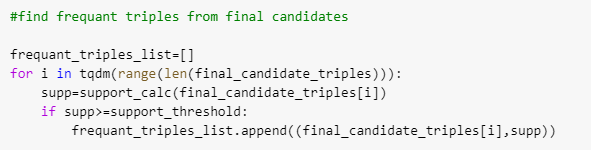 #find frequant triples from final candidates
frequant_triples_list=[]
for i in tqdm(range(len(final_candidate_triples))):
    supp=support_calc(final_candidate_triples[i])
    if supp>=support_threshold:
        frequant_triples_list.append((final_candidate_triples[i],supp))